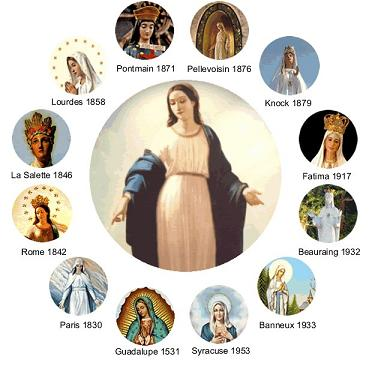 Pontmain 1871
Pellevoisin 1876
Lourdes 1858
Knock 1879
La Salette 1846
Fatima 1917
Rome 1842
Beauraing 1932
Paris 1830
Banneux 1933
Guadalupe 1531
Syracuse 1953